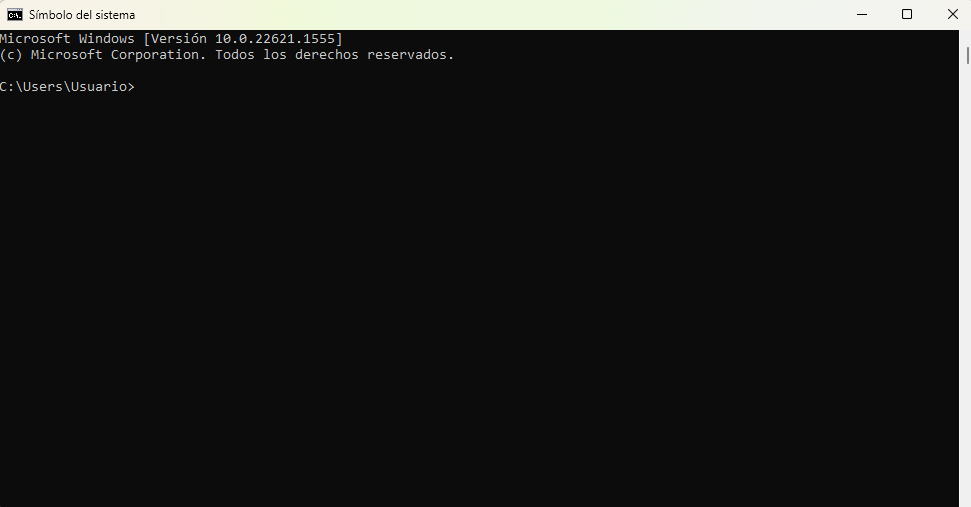 Símbolo del sistema
Microsoft Windows [Versión 10.0.22621.1555]
(c) Microsoft Corporation. Todos los derechos reservados.
C:\Users\Usuario>